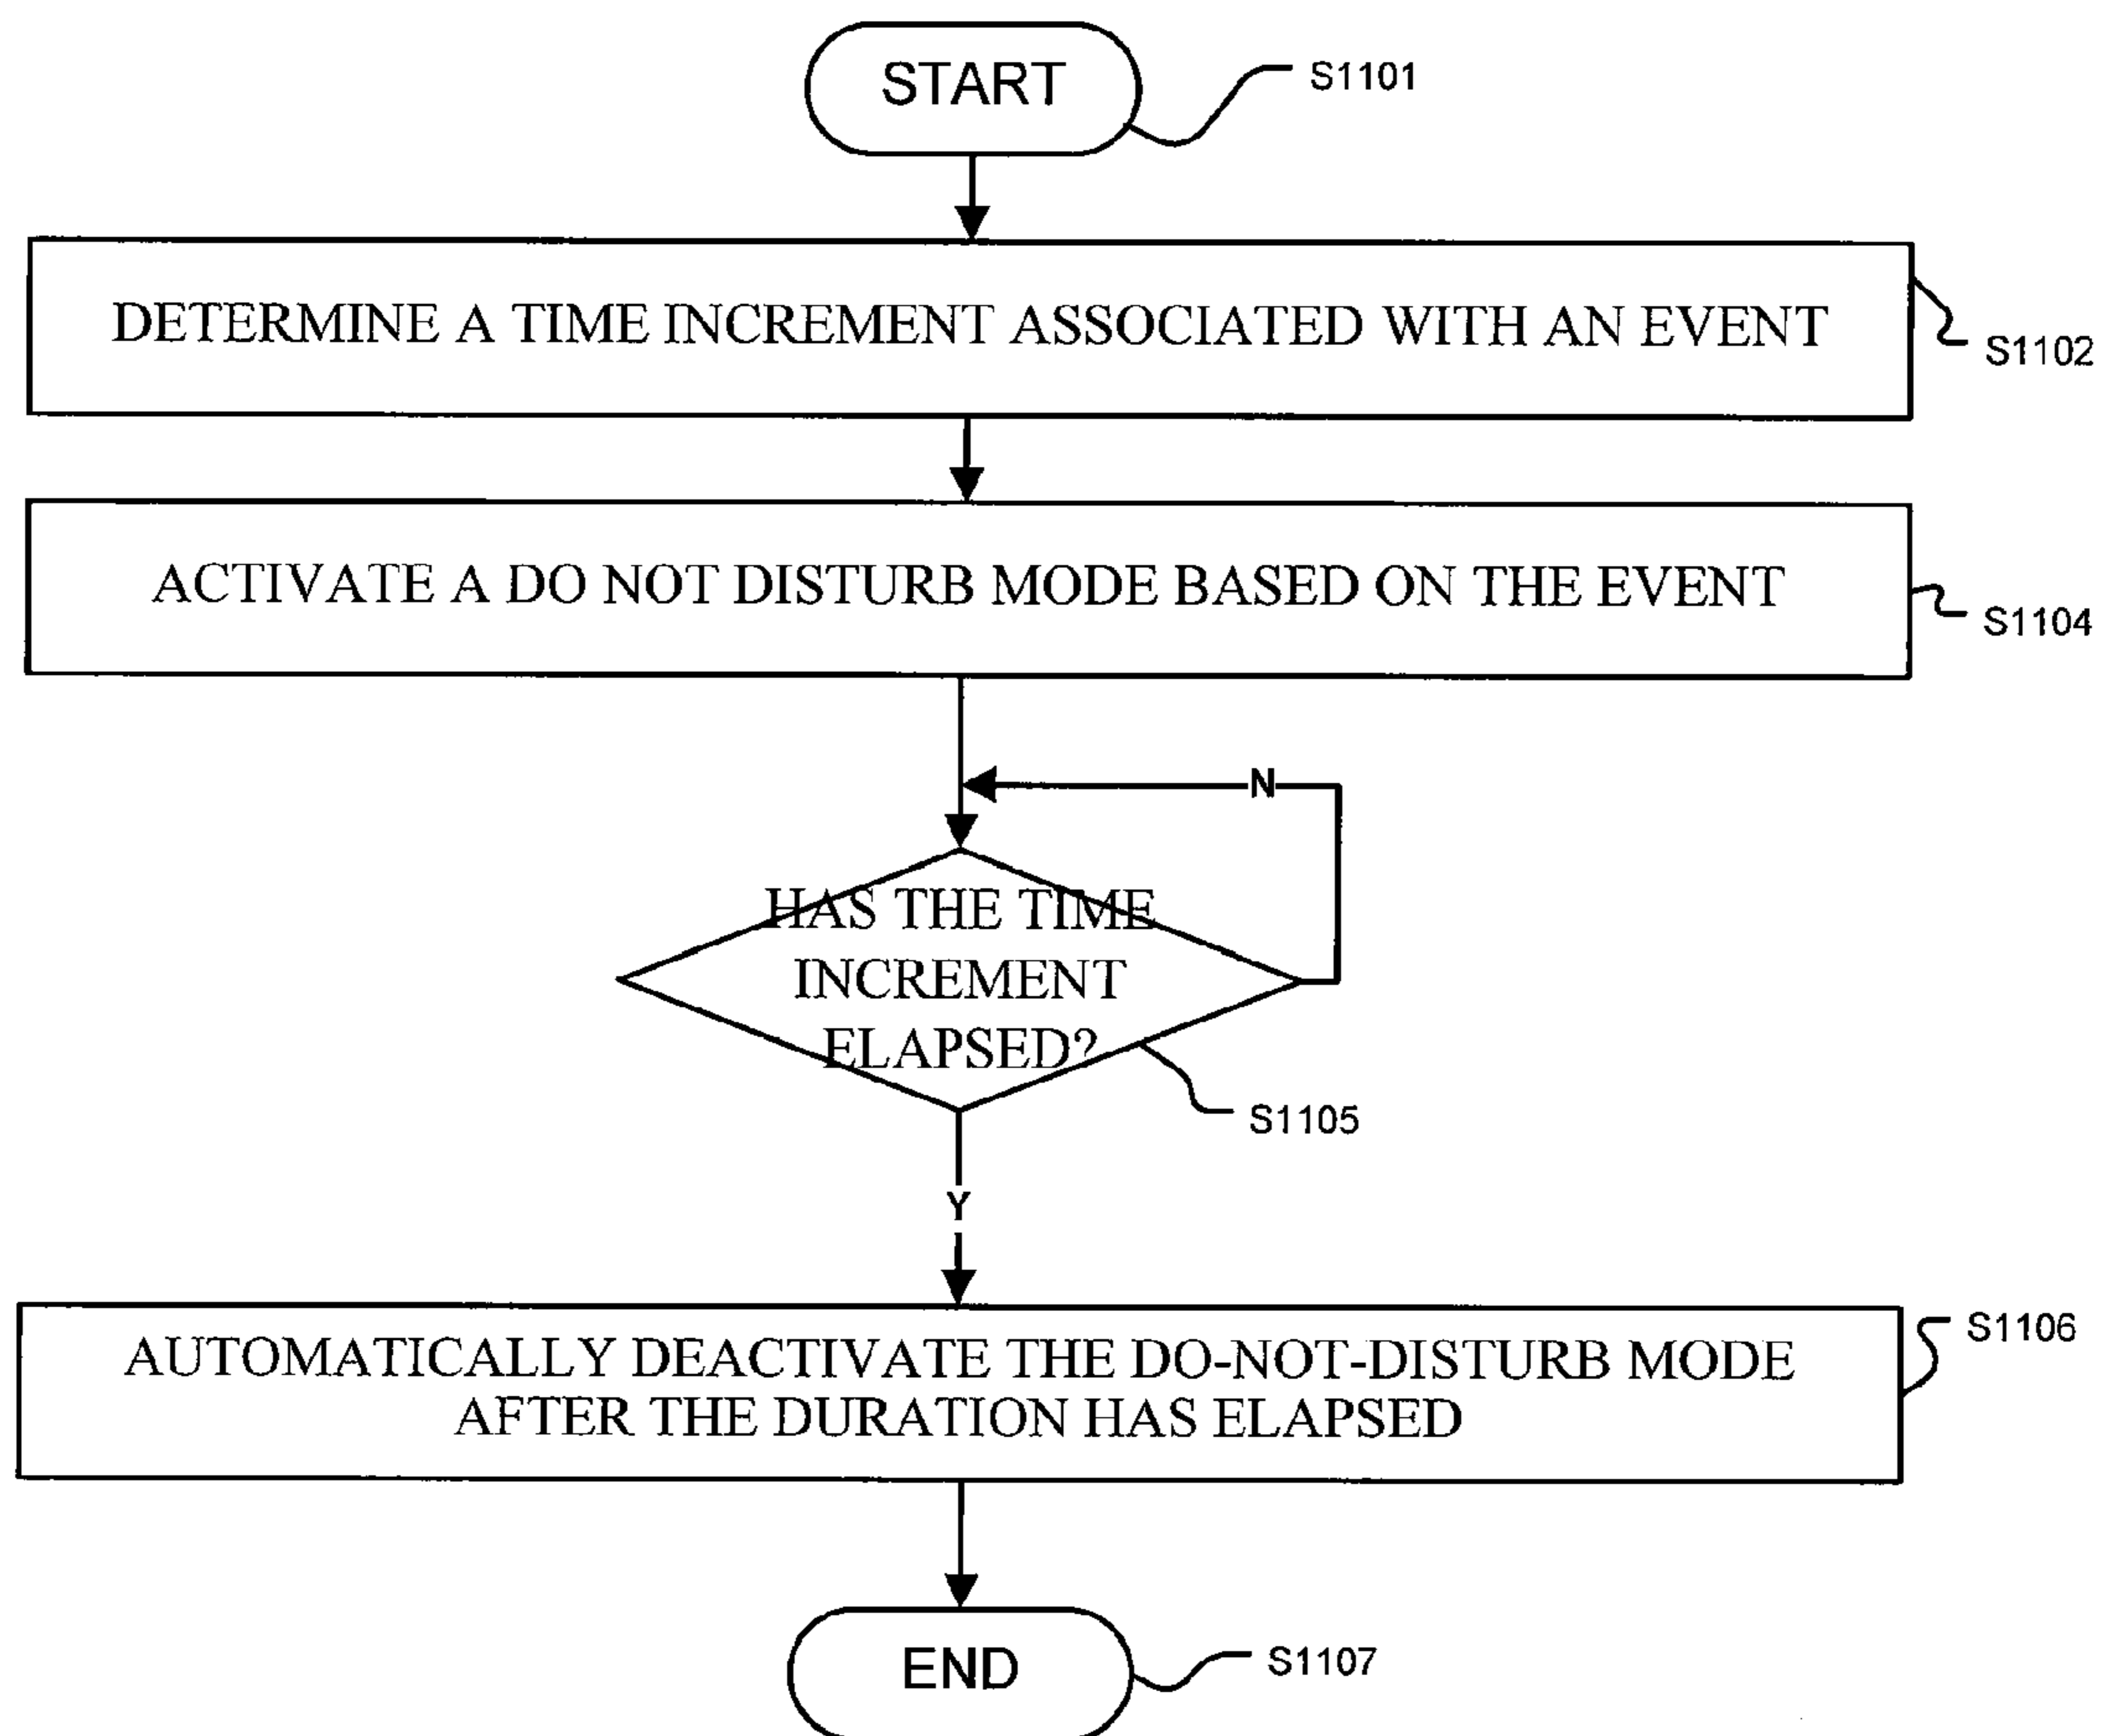 START
S1101
DETERMINE A TIME INCREMENT ASSOCIATED WITH AN EVENT
S1102
ACTIVATE A DO NOT DISTURB MODE BASED ON THE EVENT
S1104
N
HAS THE TIME
INCREMENT
ELAPSED?
S1105
Y
AUTOMATICALLY DEACTIVATE THE DO-NOT-DISTURB MODE
AFTER THE DURATION HAS ELAPSED
S1106
END
S1107